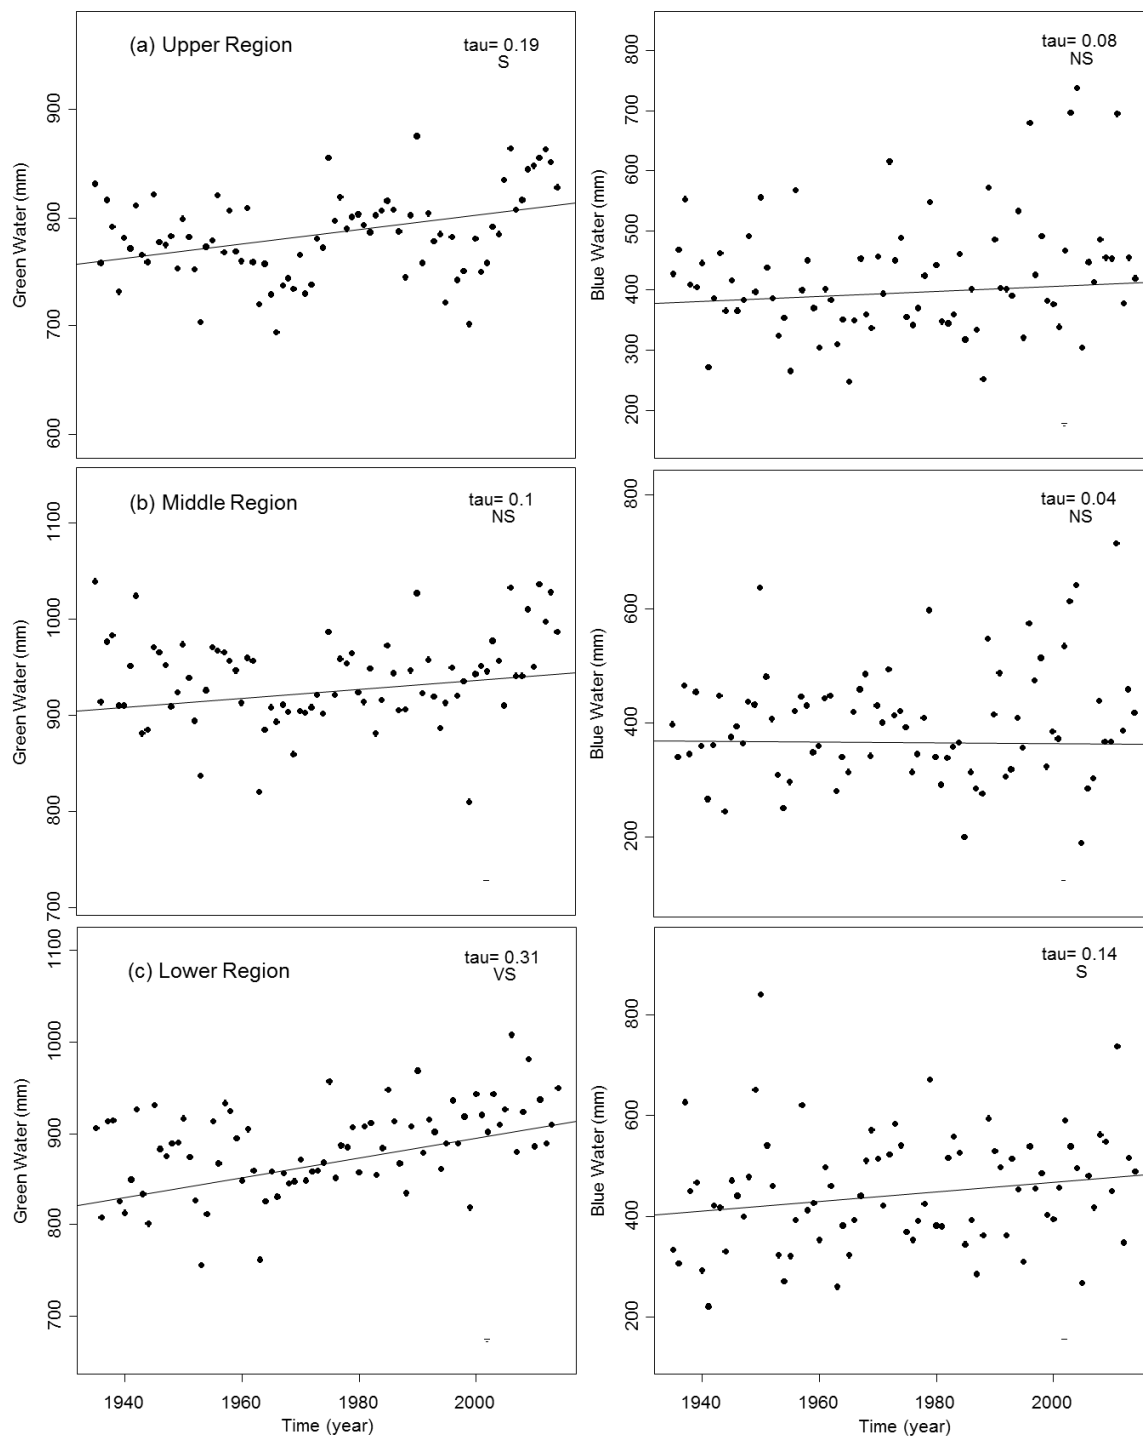 (a) Upper Region
tau= 0.19
S
Green Water (mm)
900
800
700
600
tau= 0.08
NS
Blue Water (mm)
800
700
600
500
400
300
200
(b) Middle Region
tau= 0.1
NS
Green Water (mm)
1100
1000
900
800
700
tau= 0.04
NS
Blue Water (mm)
800
600
400
200
(c) Lower Region
tau= 0.31
VS
Green Water (mm)
1100
1000
900
800
700
1940 1960 1980 2000
Time (year)
tau= 0.14
S
Blue Water (mm)
800
600
400
200
1940 1960 1980 2000
Time (year)